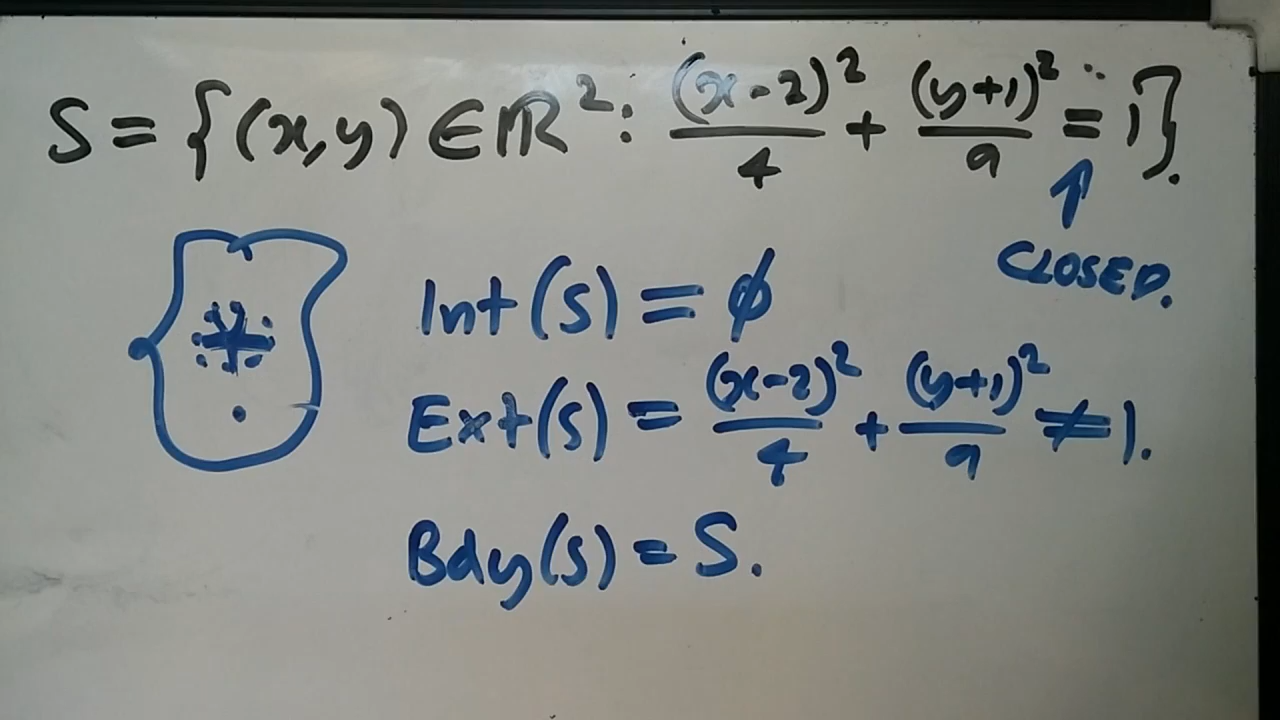 S = {(x,y) ∈ ℝ²: (x-2)²/4 + (y+1)²/9 = 1}.
↑
CLOSED.
Int(S) = ϕ
Ext(S) = (x-2)²/4 + (y+1)²/9 ≠ 1.
Bdy(S) = S.